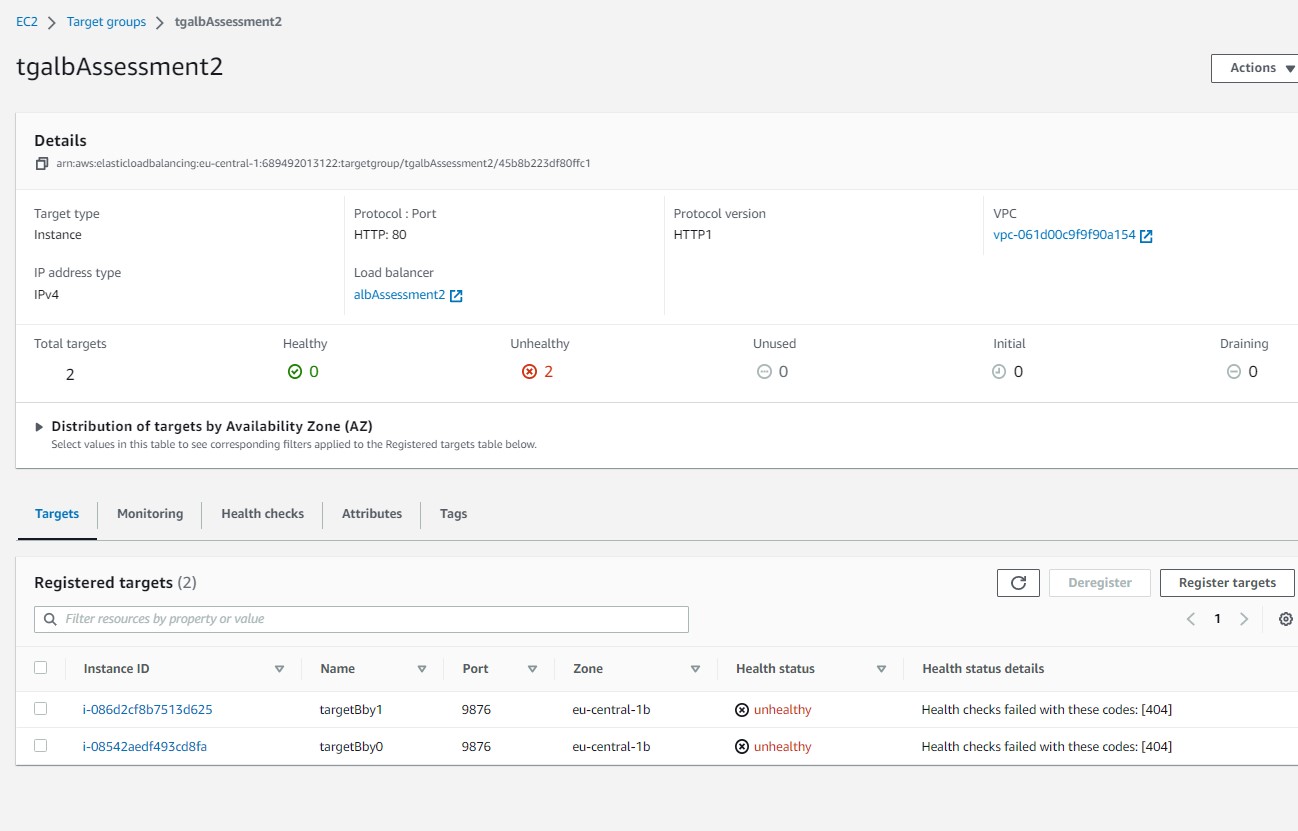 EC2 > Target groups > tgalbAssessment2
tgalbAssessment2
Actions
Details
arn:aws:elasticloadbalancing:eu-central-1:689492013122:targetgroup/tgalbAssessment2/45b8b223df80ffc1
Target type
Instance
Protocol : Port
HTTP: 80
Protocol version
HTTP1
VPC
vpc-061d00c9f9f90a154
IP address type
IPv4
Load balancer
albAssessment2
Total targets
2
Healthy
0
Unhealthy
2
Unused
0
Initial
0
Draining
0
Distribution of targets by Availability Zone (AZ)
Select values in this table to see corresponding filters applied to the Registered targets table below.
Targets Monitoring Health checks Attributes Tags
Registered targets (2)
Deregister
Register targets
Filter resources by property or value
1
Instance ID Name Port Zone Health status Health status details
i-086d2cf8b7513d625 targetBby1 9876 eu-central-1b unhealthy Health checks failed with these codes: [404]
i-08542aedf493cd8fa targetBby0 9876 eu-central-1b unhealthy Health checks failed with these codes: [404]